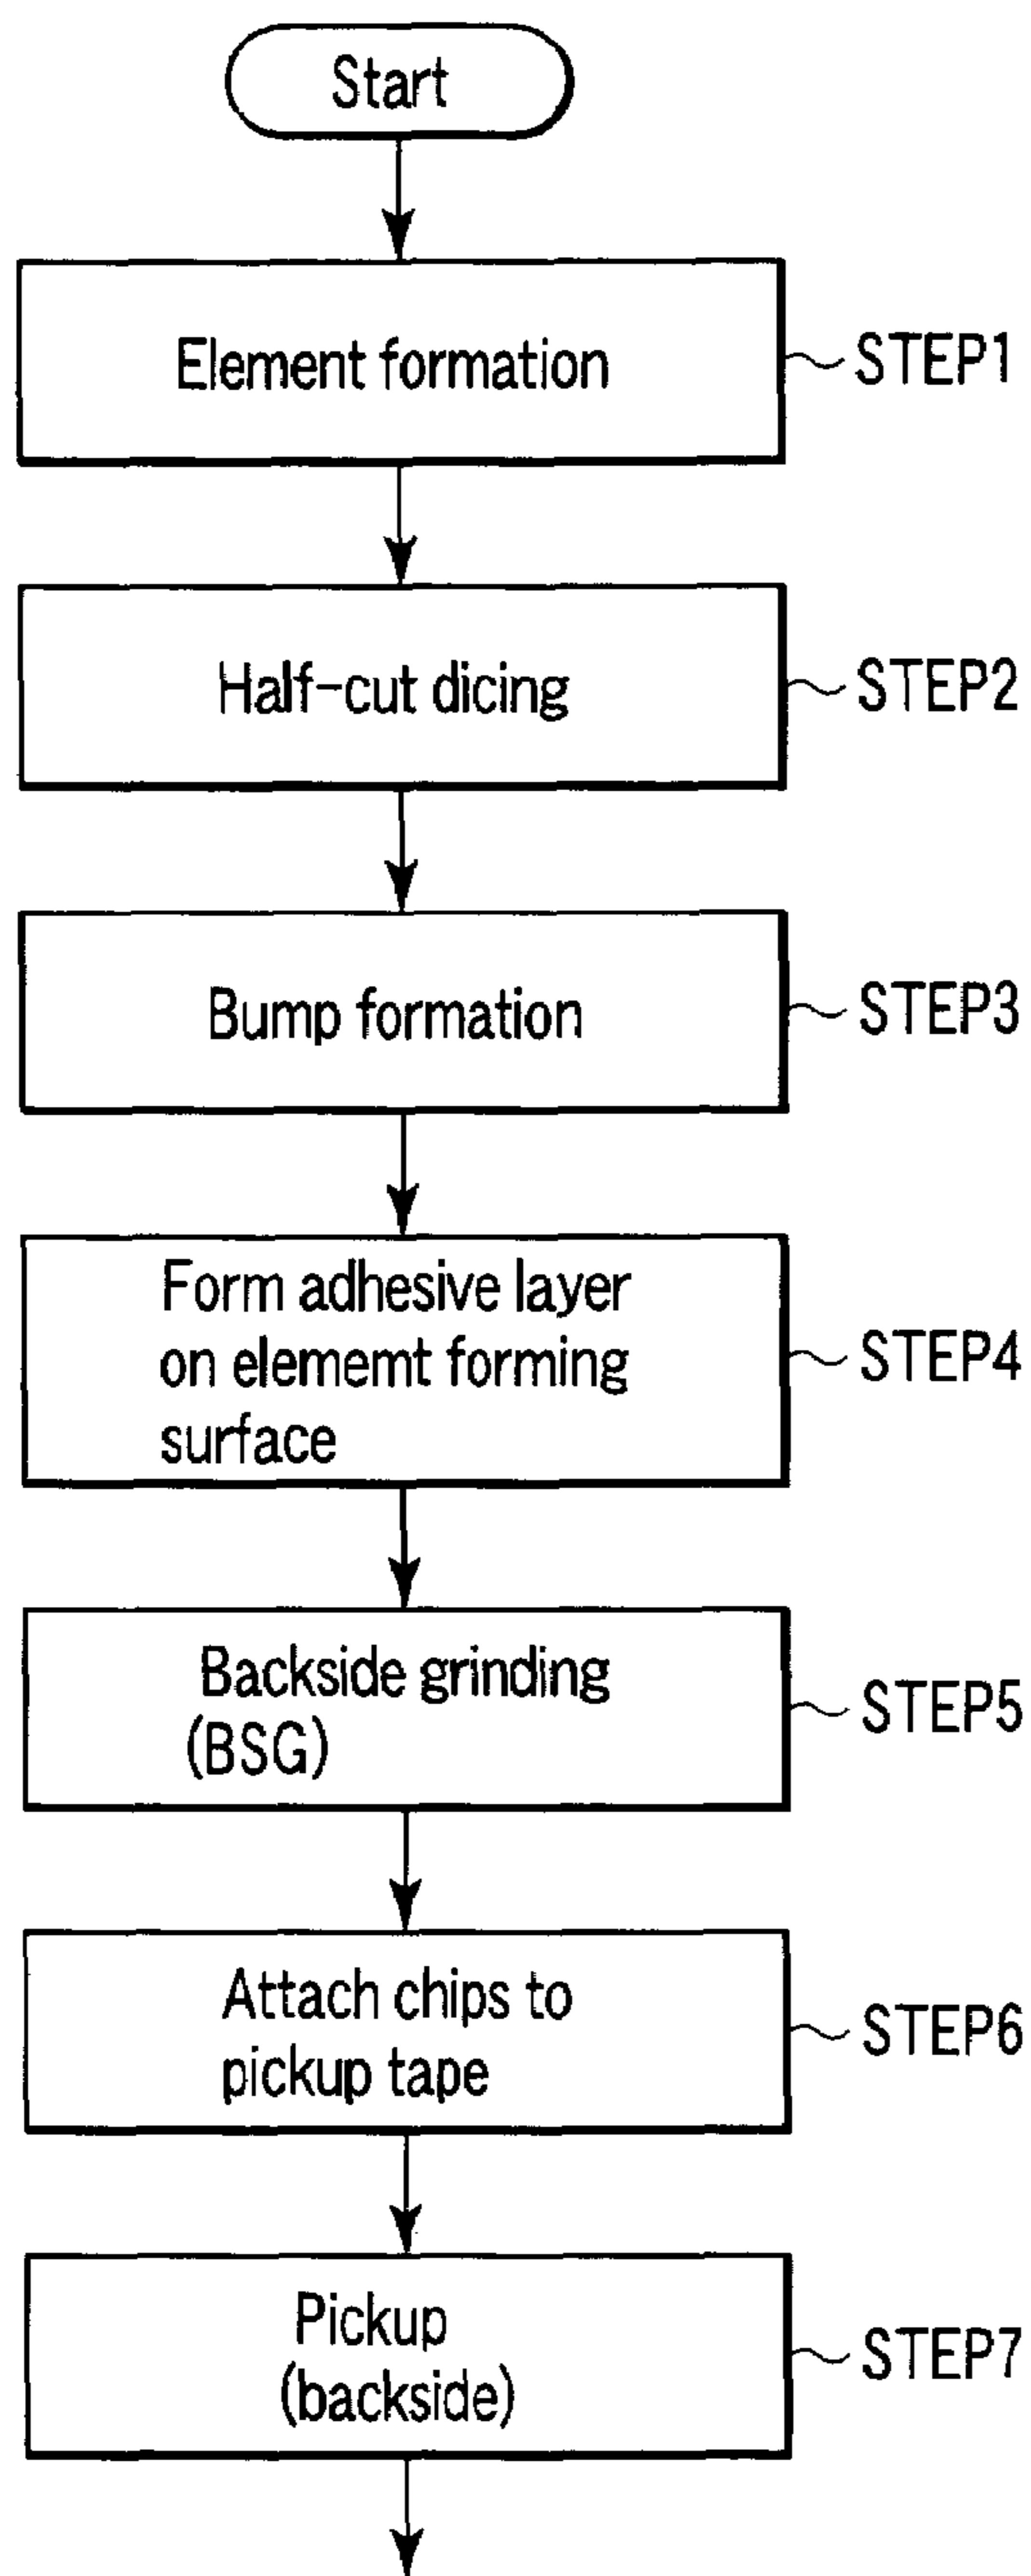 Start
Element formation
STEP1
Half-cut dicing
STEP2
Bump formation
STEP3
Form adhesive layer
on elememt forming
surface
STEP4
Backside grinding
(BSG)
STEP5
Attach chips to
pickup tape
STEP6
Pickup
(backside)
STEP7